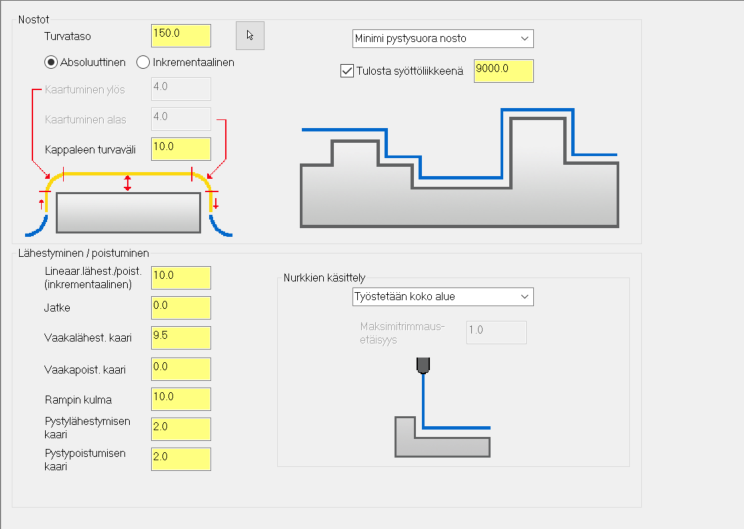 Nostot
Turvataso
150.0
Minimi pystysuora nosto
Absoluuttinen
Inkrementaalinen
Tulosta syöttöliikkeenä
9000.0
Kaartuminen ylös
4.0
Kaartuminen alas
4.0
Kappaleen turvaväli
10.0
Lähestyminen / poistuminen
Lineaar.lähest./poist.
(inkrementaalinen)
10.0
Jatke
0.0
Vaakalähest. kaari
9.5
Vaakapoist. kaari
0.0
Rampin kulma
10.0
Pystylähestymisen
kaari
2.0
Pystypoistumisen
kaari
2.0
Nurkkien käsittely
Työstetään koko alue
Maksimitrimmaus-
etäisyys
1.0